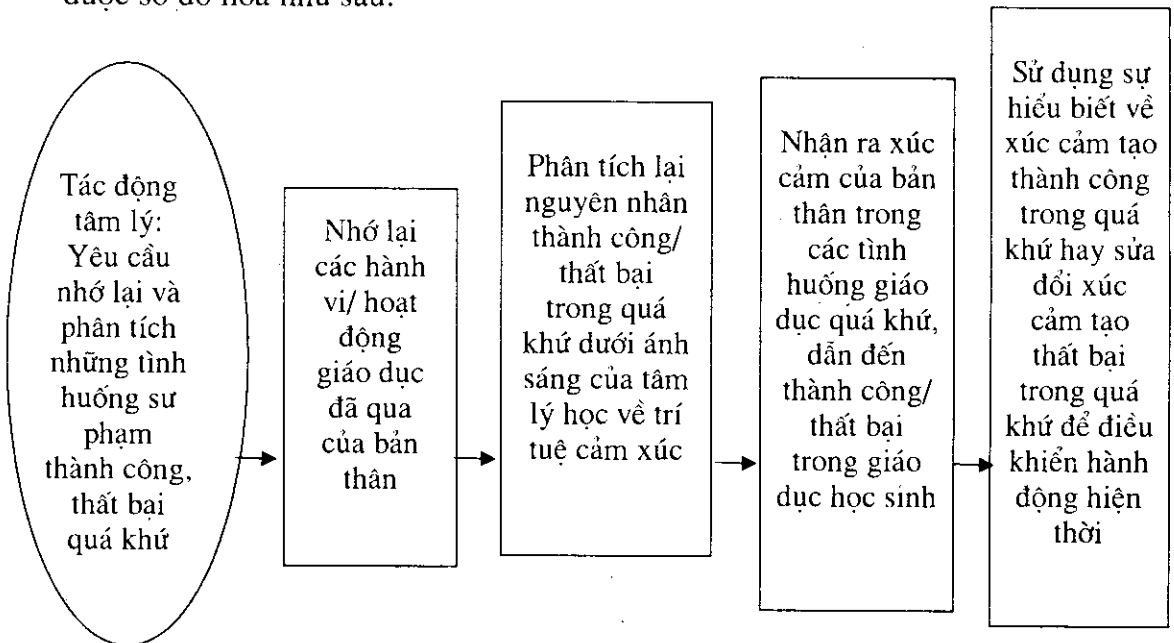 được sơ đồ hóa như sau:
Tác động
tâm lý:
Yêu cầu
nhớ lại và
phân tích
những tình
huống sư
phạm
thành công,
thất bại
quá khứ
Nhớ lại
các hành
vi/ hoạt
động
giáo dục
đã qua
của bản
thân
Phân tích lại
nguyên nhân
thành công/
thất bại
trong quá
khứ dưới ánh
sáng của tâm
lý học về trí
tuệ cảm xúc
Nhận ra xúc
cảm của bản
thân trong
các tình
huống giáo
dục quá khứ,
dẫn đến
thành công/
thất bại
trong giáo
dục học sinh
Sử dụng sự
hiểu biết về
xúc cảm tạo
thành công
trong quá
khứ hay sửa
đổi xúc
cảm tạo
thất bại
trong quá
khứ để điều
khiển hành
động hiện
thời